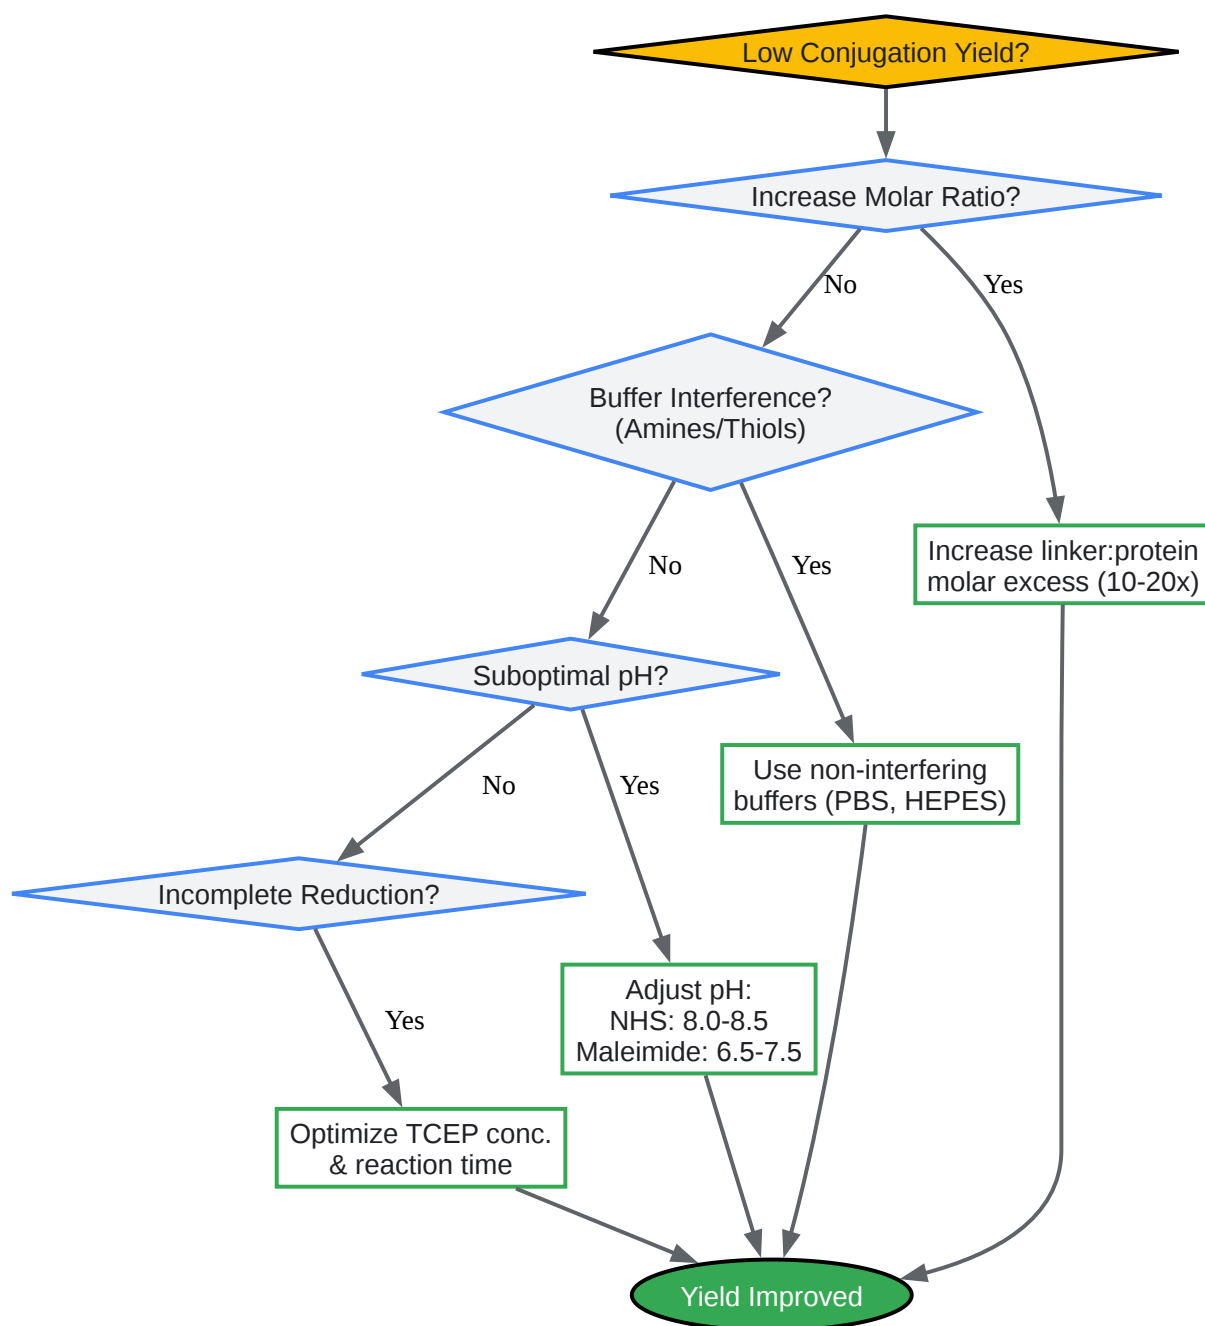 Low Conjugation Yield?
Increase Molar Ratio?
No
Yes
Buffer Interference?
(Amines/Thiols)
Increase linker:protein
molar excess (10-20x)
No
Yes
Suboptimal pH?
Use non-interfering
buffers (PBS, HEPES)
No
Yes
Incomplete Reduction?
Adjust pH:
NHS: 8.0-8.5
Maleimide: 6.5-7.5
Yes
Optimize TCEP conc.
& reaction time
Yield Improved